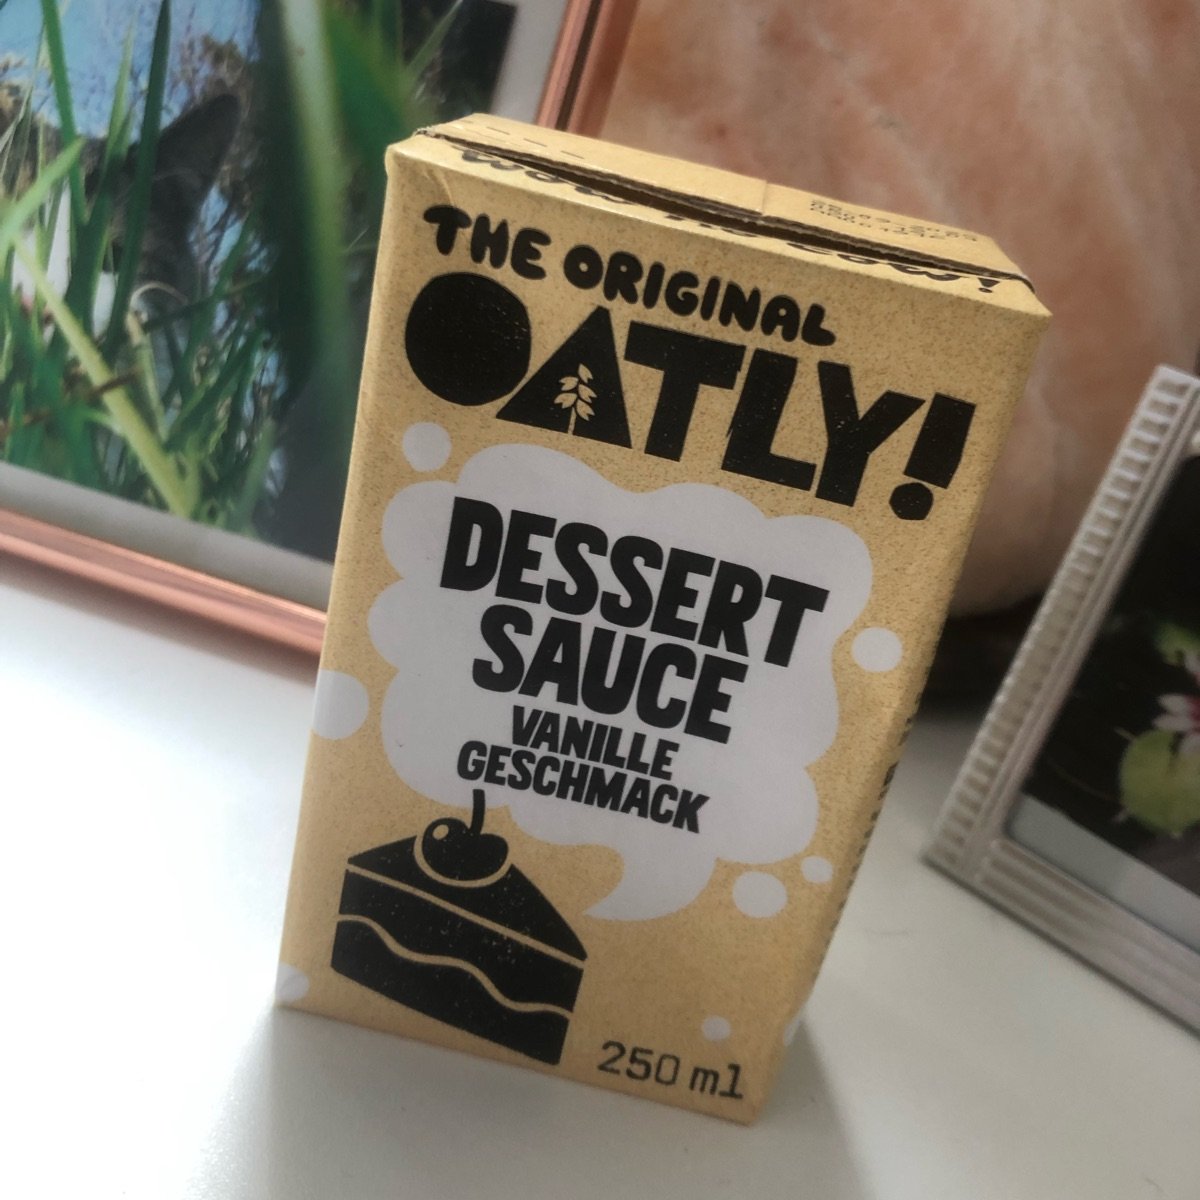 THE ORIGINAL
OATLY!
DESSERT
SAUCE
VANILLE
GESCHMACK
250 ml